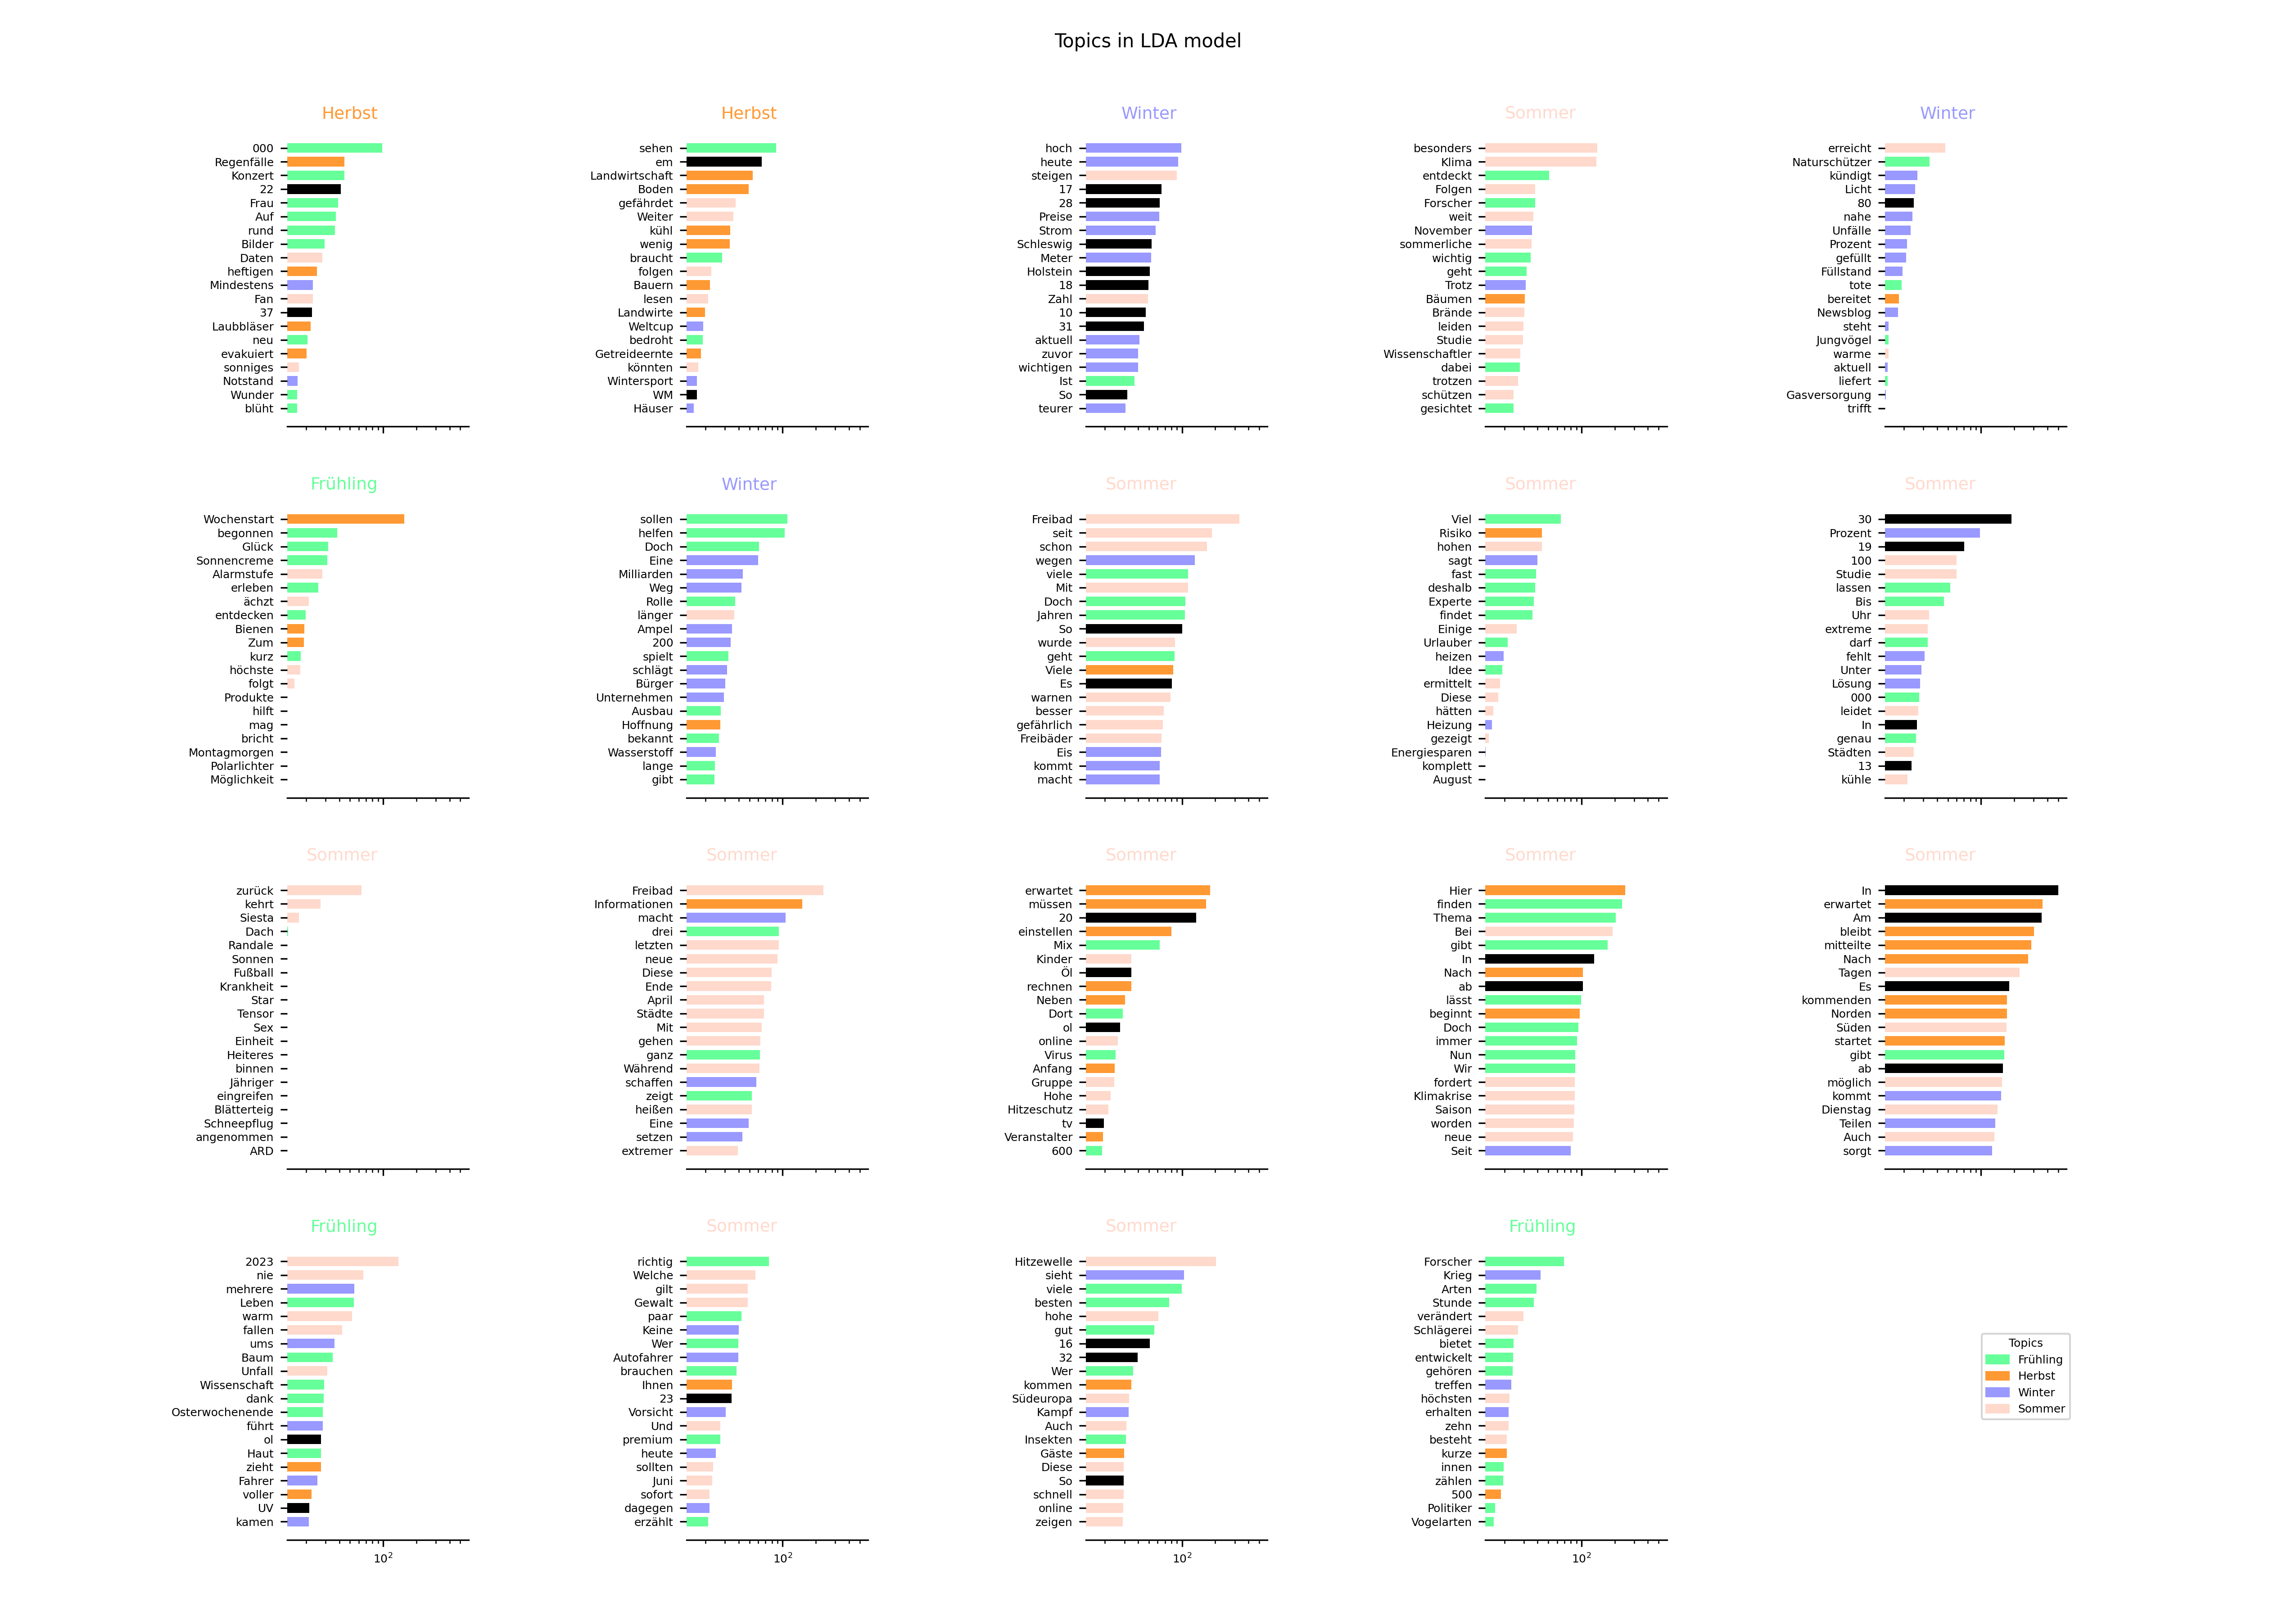 Topics in LDA model
Herbst
000
Regenfälle
Konzert
22
Frau
Auf
rund
Bilder
Daten
heftigen
Mindestens
Fan
37
Laubbläser
neu
evakuiert
sonniges
Notstand
Wunder
blüht
Herbst
sehen
em
Landwirtschaft
Boden
gefährdet
Weiter
kühl
wenig
braucht
folgen
Bauern
lesen
Landwirte
Weltcup
bedroht
Getreideernte
könnten
Wintersport
WM
Häuser
Winter
hoch
heute
steigen
17
28
Preise
Strom
Schleswig
Meter
Holstein
18
Zahl
10
31
aktuell
zuvor
wichtigen
Ist
So
teurer
Sommer
besonders
Klima
entdeckt
Folgen
Forscher
weit
November
sommerliche
wichtig
geht
Trotz
Bäumen
Brände
leiden
Studie
Wissenschaftler
dabei
trotzen
schützen
gesichtet
Winter
erreicht
Naturschützer
kündigt
Licht
80
nahe
Unfälle
Prozent
gefüllt
Füllstand
tote
bereitet
Newsblog
steht
Jungvögel
warme
aktuell
liefert
Gasversorgung
trifft
Frühling
Wochenstart
begonnen
Glück
Sonnencreme
Alarmstufe
erleben
ächzt
entdecken
Bienen
Zum
kurz
höchste
folgt
Produkte
hilft
mag
bricht
Montagmorgen
Polarlichter
Möglichkeit
Winter
sollen
helfen
Doch
Eine
Milliarden
Weg
Rolle
länger
Ampel
200
spielt
schlägt
Bürger
Unternehmen
Ausbau
Hoffnung
bekannt
Wasserstoff
lange
gibt
Sommer
Freibad
seit
schon
wegen
viele
Mit
Doch
Jahren
So
wurde
geht
Viele
Es
warnen
besser
gefährlich
Freibäder
Eis
kommt
macht
Sommer
Viel
Risiko
hohen
sagt
fast
deshalb
Experte
findet
Einige
Urlauber
heizen
Idee
ermittelt
Diese
hätten
Heizung
gezeigt
Energiesparen
komplett
August
Sommer
30
Prozent
19
100
Studie
lassen
Bis
Uhr
extreme
darf
fehlt
Unter
Lösung
000
leidet
In
genau
Städten
13
kühle
Sommer
zurück
kehrt
Siesta
Dach
Randale
Sonnen
Fußball
Krankheit
Star
Tensor
Sex
Einheit
Heiteres
binnen
Jähriger
eingreifen
Blätterteig
Schneepflug
angenommen
ARD
Sommer
Freibad
Informationen
macht
drei
letzten
neue
Diese
Ende
April
Städte
Mit
gehen
ganz
Während
schaffen
zeigt
heißen
Eine
setzen
extremer
Sommer
erwartet
müssen
20
einstellen
Mix
Kinder
Öl
rechnen
Neben
Dort
ol
online
Virus
Anfang
Gruppe
Hohe
Hitzeschutz
tv
Veranstalter
600
Sommer
Hier
finden
Thema
Bei
gibt
In
Nach
ab
lässt
beginnt
Doch
immer
Nun
Wir
fordert
Klimakrise
Saison
worden
neue
Seit
Sommer
In
erwartet
Am
bleibt
mitteilte
Nach
Tagen
Es
kommenden
Norden
Süden
startet
gibt
ab
möglich
kommt
Dienstag
Teilen
Auch
sorgt
Frühling
2023
nie
mehrere
Leben
warm
fallen
ums
Baum
Unfall
Wissenschaft
dank
Osterwochenende
führt
ol
Haut
zieht
Fahrer
voller
UV
kamen
10²
Sommer
richtig
Welche
gilt
Gewalt
paar
Keine
Wer
Autofahrer
brauchen
Ihnen
23
Vorsicht
Und
premium
heute
sollten
Juni
sofort
dagegen
erzählt
10²
Sommer
Hitzewelle
sieht
viele
besten
hohe
gut
16
32
Wer
kommen
Südeuropa
Kampf
Auch
Insekten
Gäste
Diese
So
schnell
online
zeigen
10²
Frühling
Forscher
Krieg
Arten
Stunde
verändert
Schlägerei
bietet
entwickelt
gehören
treffen
höchsten
erhalten
zehn
besteht
kurze
innen
zählen
500
Politiker
Vogelarten
10²
Topics
Frühling
Herbst
Winter
Sommer